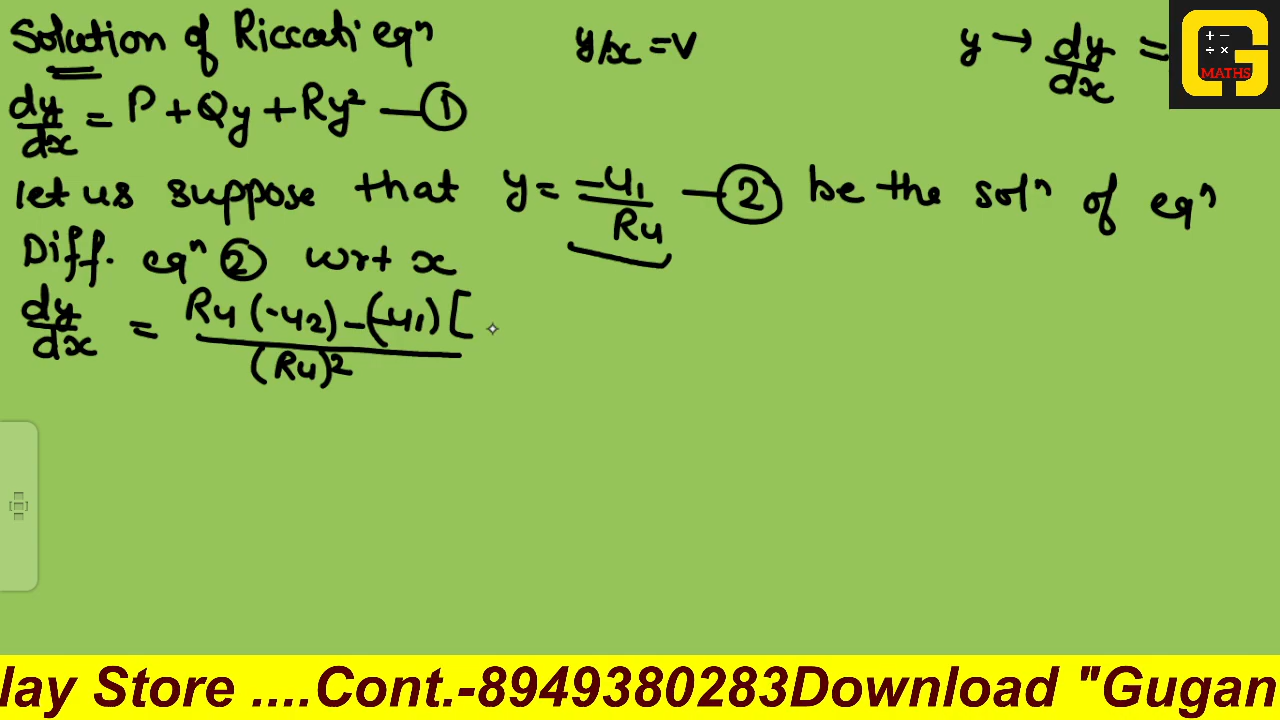 Solution of Riccati eqⁿ y/x = v y → dy/dx =
+ −
÷ ×
MATHS
dy/dx = P + Qy + Ry² — ①
let us suppose that y = -u₁/Ru — ② be the solⁿ of eqⁿ
Diff. eqⁿ ② wrt x
dy/dx = Ru(-u₂) - (-u₁)[ / (Ru)²
lay Store ....Cont.-8949380283Download "Gugan